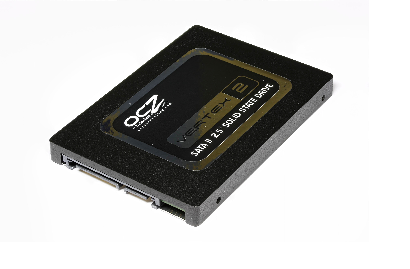 OCZ
VERTEX 2
SATA II 2.5 SOLID STATE DRIVE